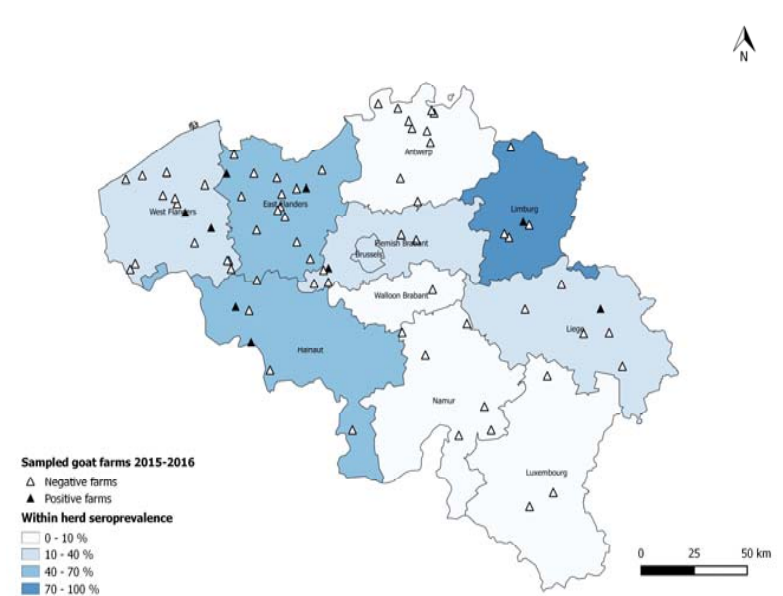 N
Antwerp
West Flanders
East Flanders
Limburg
Flemish Brabant
Brussels
Walloon Brabant
Liege
Hainaut
Namur
Luxembourg
Sampled goat farms 2015-2016
Negative farms
Positive farms
Within herd seroprevalence
0 - 10 %
10 - 40 %
40 - 70 %
70 - 100 %
0 25 50 km